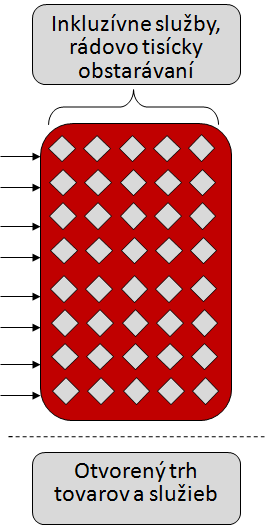 Inkluzívne služby,
rádovo tisícky
obstarávaní
Otvorený trh
tovarov a služieb